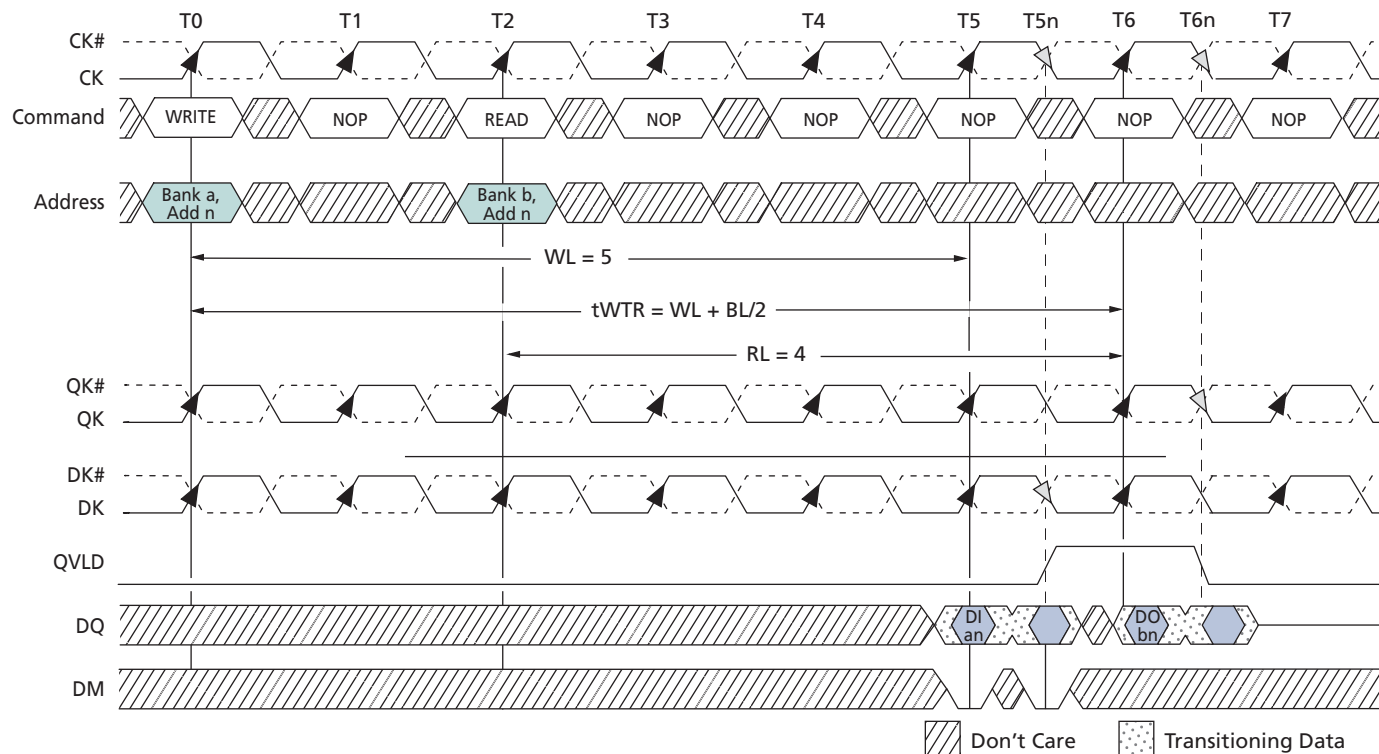 T0 T1 T2 T3 T4 T5 T5n T6 T6n T7
CK#
CK
Command WRITE NOP READ NOP NOP NOP NOP NOP
Address Bank a, Add n Bank b, Add n
WL = 5
tWTR = WL + BL/2
RL = 4
QK#
QK
DK#
DK
QVLD
DQ DI an DO bn
DM
Don't Care Transitioning Data